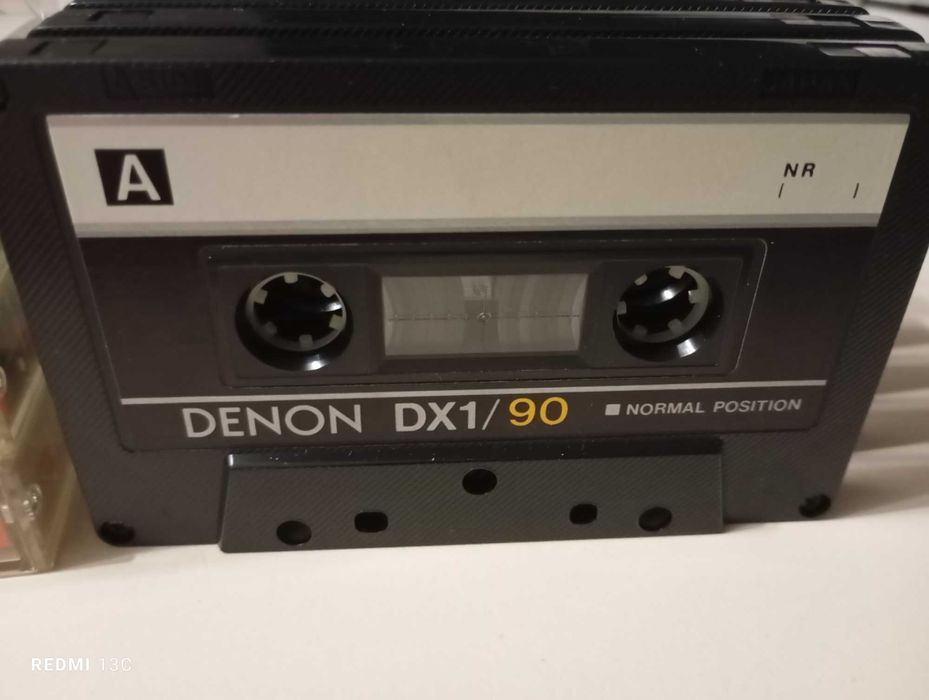 A
NR
DENON DX1/90 NORMAL POSITION
REDMI 13C